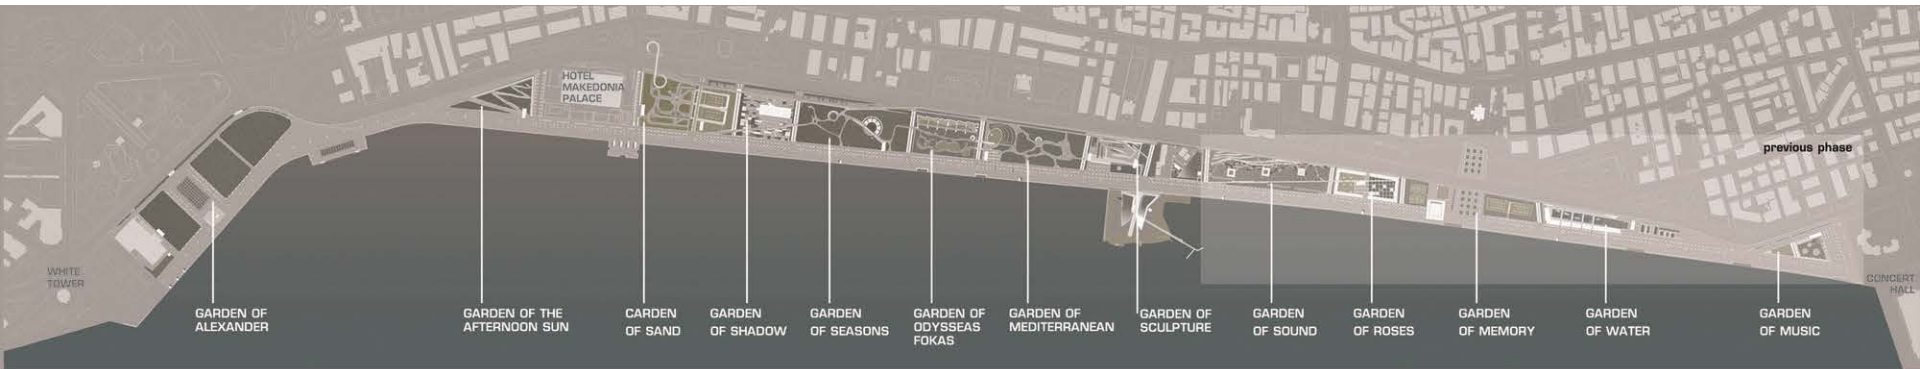 HOTEL
MAKEDONIA
PALACE
previous phase
WHITE
TOWER
CONCERT
HALL
GARDEN OF
ALEXANDER
GARDEN OF THE
AFTERNOON SUN
CARDEN
OF SAND
GARDEN
OF SHADOW
GARDEN
OF SEASONS
GARDEN OF
ODYSSEAS
FOKAS
GARDEN OF
MEDITERRANEAN
GARDEN OF
SCULPTURE
GARDEN
OF SOUND
GARDEN
OF ROSES
GARDEN
OF MEMORY
GARDEN
OF WATER
GARDEN
OF MUSIC